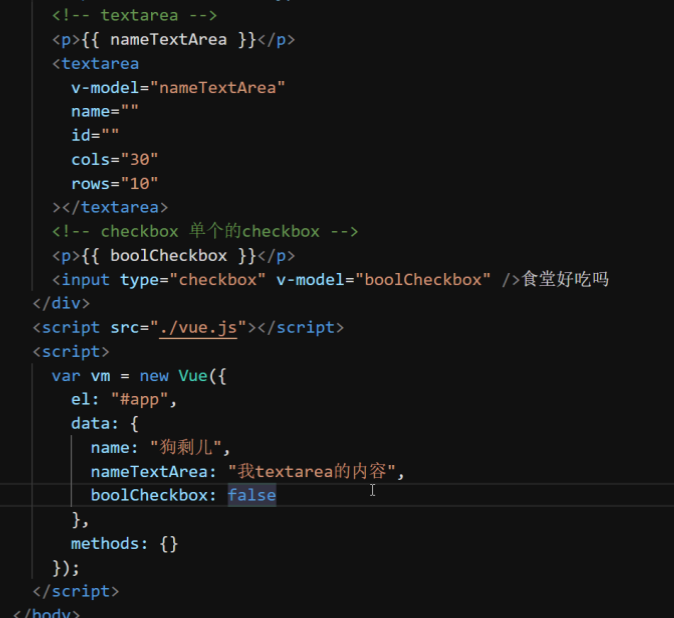 <!-- textarea -->
<p>{{ nameTextArea }}</p>
<textarea
v-model="nameTextArea"
name=""
id=""
cols="30"
rows="10"
></textarea>
<!-- checkbox 单个的checkbox -->
<p>{{ boolCheckbox }}</p>
<input type="checkbox" v-model="boolCheckbox" />食堂好吃吗
</div>
<script src="./vue.js"></script>
<script>
var vm = new Vue({
el: "#app",
data: {
name: "狗剩儿",
nameTextArea: "我textarea的内容",
boolCheckbox: false
},
methods: {}
});
</script>
</body>